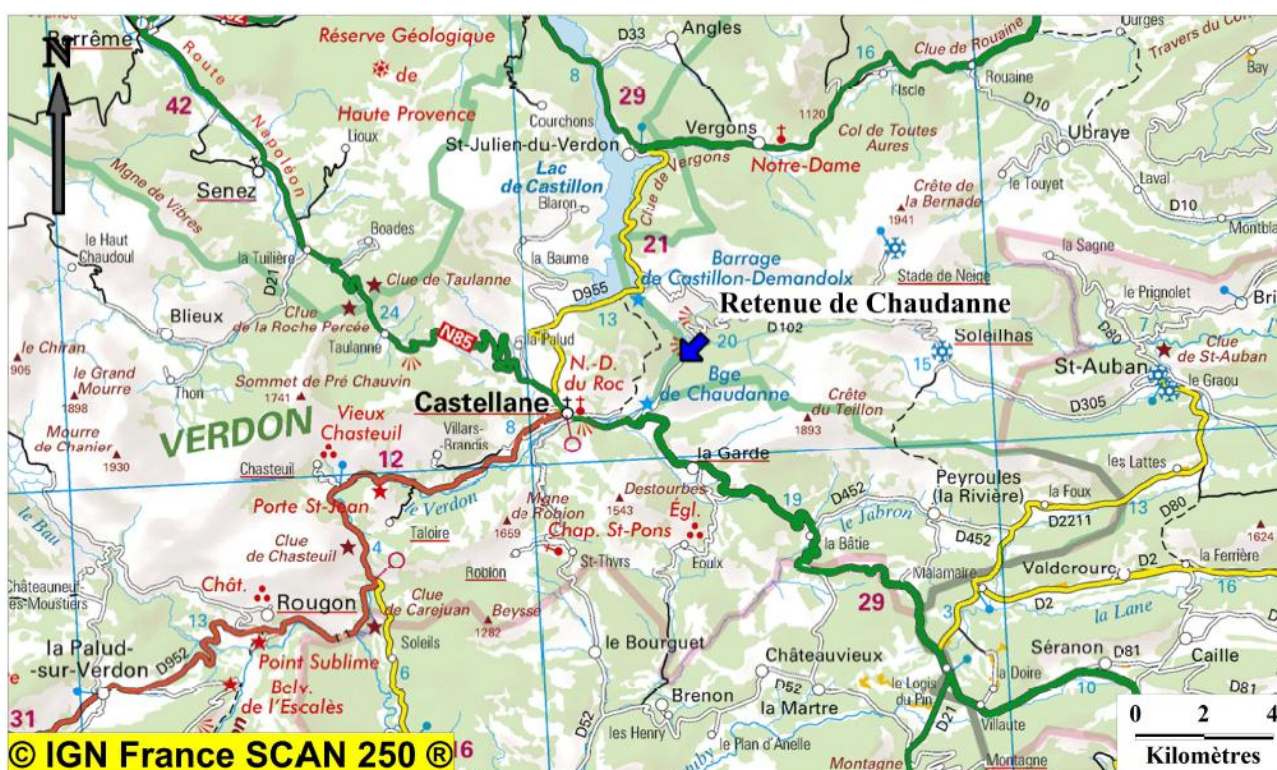 N
Barrême
Route
Napoléon
42
Réserve Géologique
de
Haute Provence
Lioux
Courchons
D33
Angles
8
29
16
Clue de Rouaine
l'Iscle
Rouaine
D10
Bay
1120
Vergons
Col de Toutes
Aures
Ubraye
St-Julien-du-Verdon
Clue de Vergons
Notre-Dame
le Touyet
Laval
D10
Senez
Mgne de Vibres
Lac
de Castillon
Blaron
Crête de
la Bernade
1941
le Haut
Chaudoul
la Tuilière
Boades
21
la Baume
Barrage
de Castillon-Demandolx
la Sagne
Stade de Neige
D21
Clue de Taulanne
D955
Retenue de Chaudanne
le Prignolet
Blieux
Clue
de la Roche Percée
24
13
20
D102
Soleilhas
D80
7
Clue
de St-Auban
Taulanne
N85
la Palud
15
St-Auban
le Graou
le Chiran
le Grand
Mourre
1898
Thon
Sommet de Pré Chauvin
1741
N.-D.
du Roc
Bge
de Chaudanne
Crête
du Teillon
1893
D305
VERDON
Vieux
Chasteuil
Castellane
Mourre
de Chanier
1930
Villars-
Brandis
8
Chasteuil
12
la Garde
les Lattes
Porte St-Jean
le Verdon
Mgne
de Robion
1659
Destourbes
1543
19
D452
Peyroules
(la Rivière)
la Foux
13
D80
Taloire
Chap. St-Pons
Égl.
le Jabron
D2211
le Bau
Clue
de Chasteuil
4
la Bâtie
D452
1624
Roblon
St-Thyrs
Eoulx
la Ferrière
Châteauneuf-
Chât.
Malamaire
Valderoure
D2
16
Rougon
Clue
de Carejuan
Beysse
1282
29
3
D2
la Lane
13
la Palud-
-sur-Verdon
D952
Point Sublime
Soleils
6
le Bourguet
Châteauvieux
Séranon
D81
Caille
Belv.
de l'Escalès
D52
la Martre
le Logis
du Pin
la Doire
10
D81
31
Brenon
D21
Villaute
0 2 4
D52
les Henry
le Plan d'Anelle
Montagne
Montagne
Kilomètres
© IGN France SCAN 250 ®